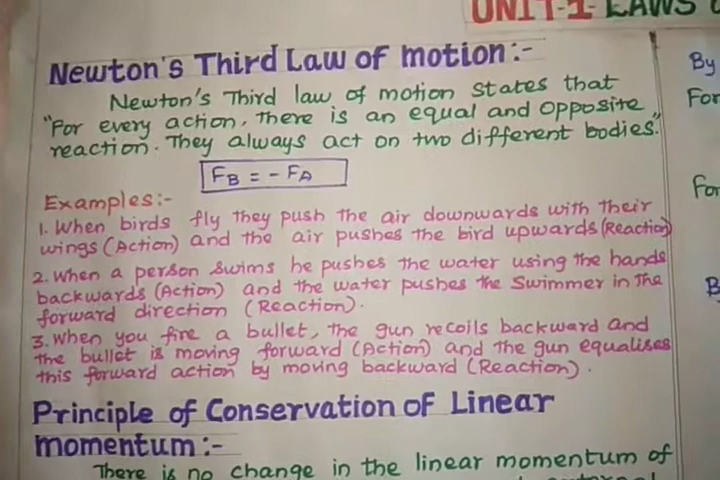 UNIT-1- LAWS
Newton's Third Law of motion:-
Newton's Third law of motion states that
"For every action, there is an equal and opposite
reaction. They always act on two different bodies."
FB = - FA
Examples:-
1. When birds fly they push the air downwards with their
wings (Action) and the air pushes the bird upwards (Reaction)
2. When a person swims he pushes the water using the hands
backwards (Action) and the water pushes the swimmer in the
forward direction (Reaction).
3. When you fire a bullet, the gun recoils backward and
the bullet is moving forward (Action) and the gun equalises
this forward action by moving backward (Reaction).
Principle of Conservation of Linear
momentum:-
There is no change in the linear momentum of
By
For
For